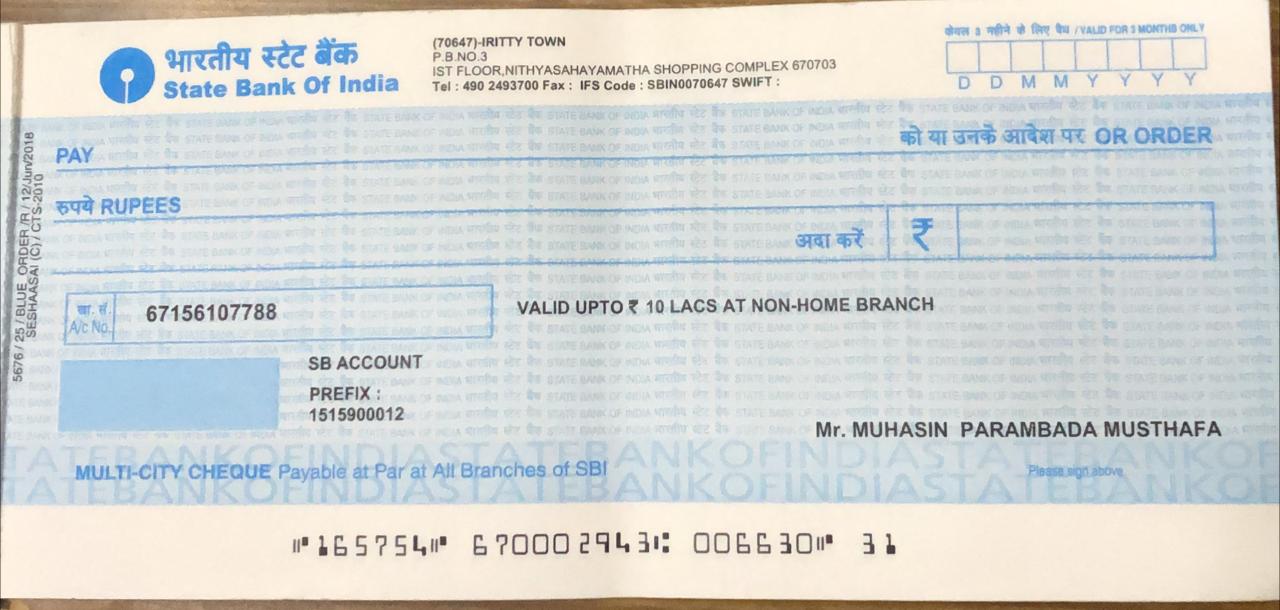 भारतीय स्टेट बैंक
State Bank Of India
(70647)-IRITTY TOWN
P.B.NO.3
IST FLOOR,NITHYASAHAYAMATHA SHOPPING COMPLEX 670703
Tel : 490 2493700 Fax : IFS Code : SBIN0070647 SWIFT :
केवल 3 महीने के लिए वैध / VALID FOR 3 MONTHS ONLY
D D M M Y Y Y Y
PAY
को या उनके आदेश पर OR ORDER
रुपये RUPEES
अदा करें ₹
खा. सं.
A/c No.
67156107788
VALID UPTO ₹ 10 LACS AT NON-HOME BRANCH
SB ACCOUNT
PREFIX :
1515900012
Mr. MUHASIN PARAMBADA MUSTHAFA
MULTI-CITY CHEQUE Payable at Par at All Branches of SBI
Please sign above
⑈165754⑈ 670002943⑆ 006630⑈ 31
5676 / 25 / BLUE_ORDER /R / 12/Jun/2018
SESHAASAI (C) / CTS-2010